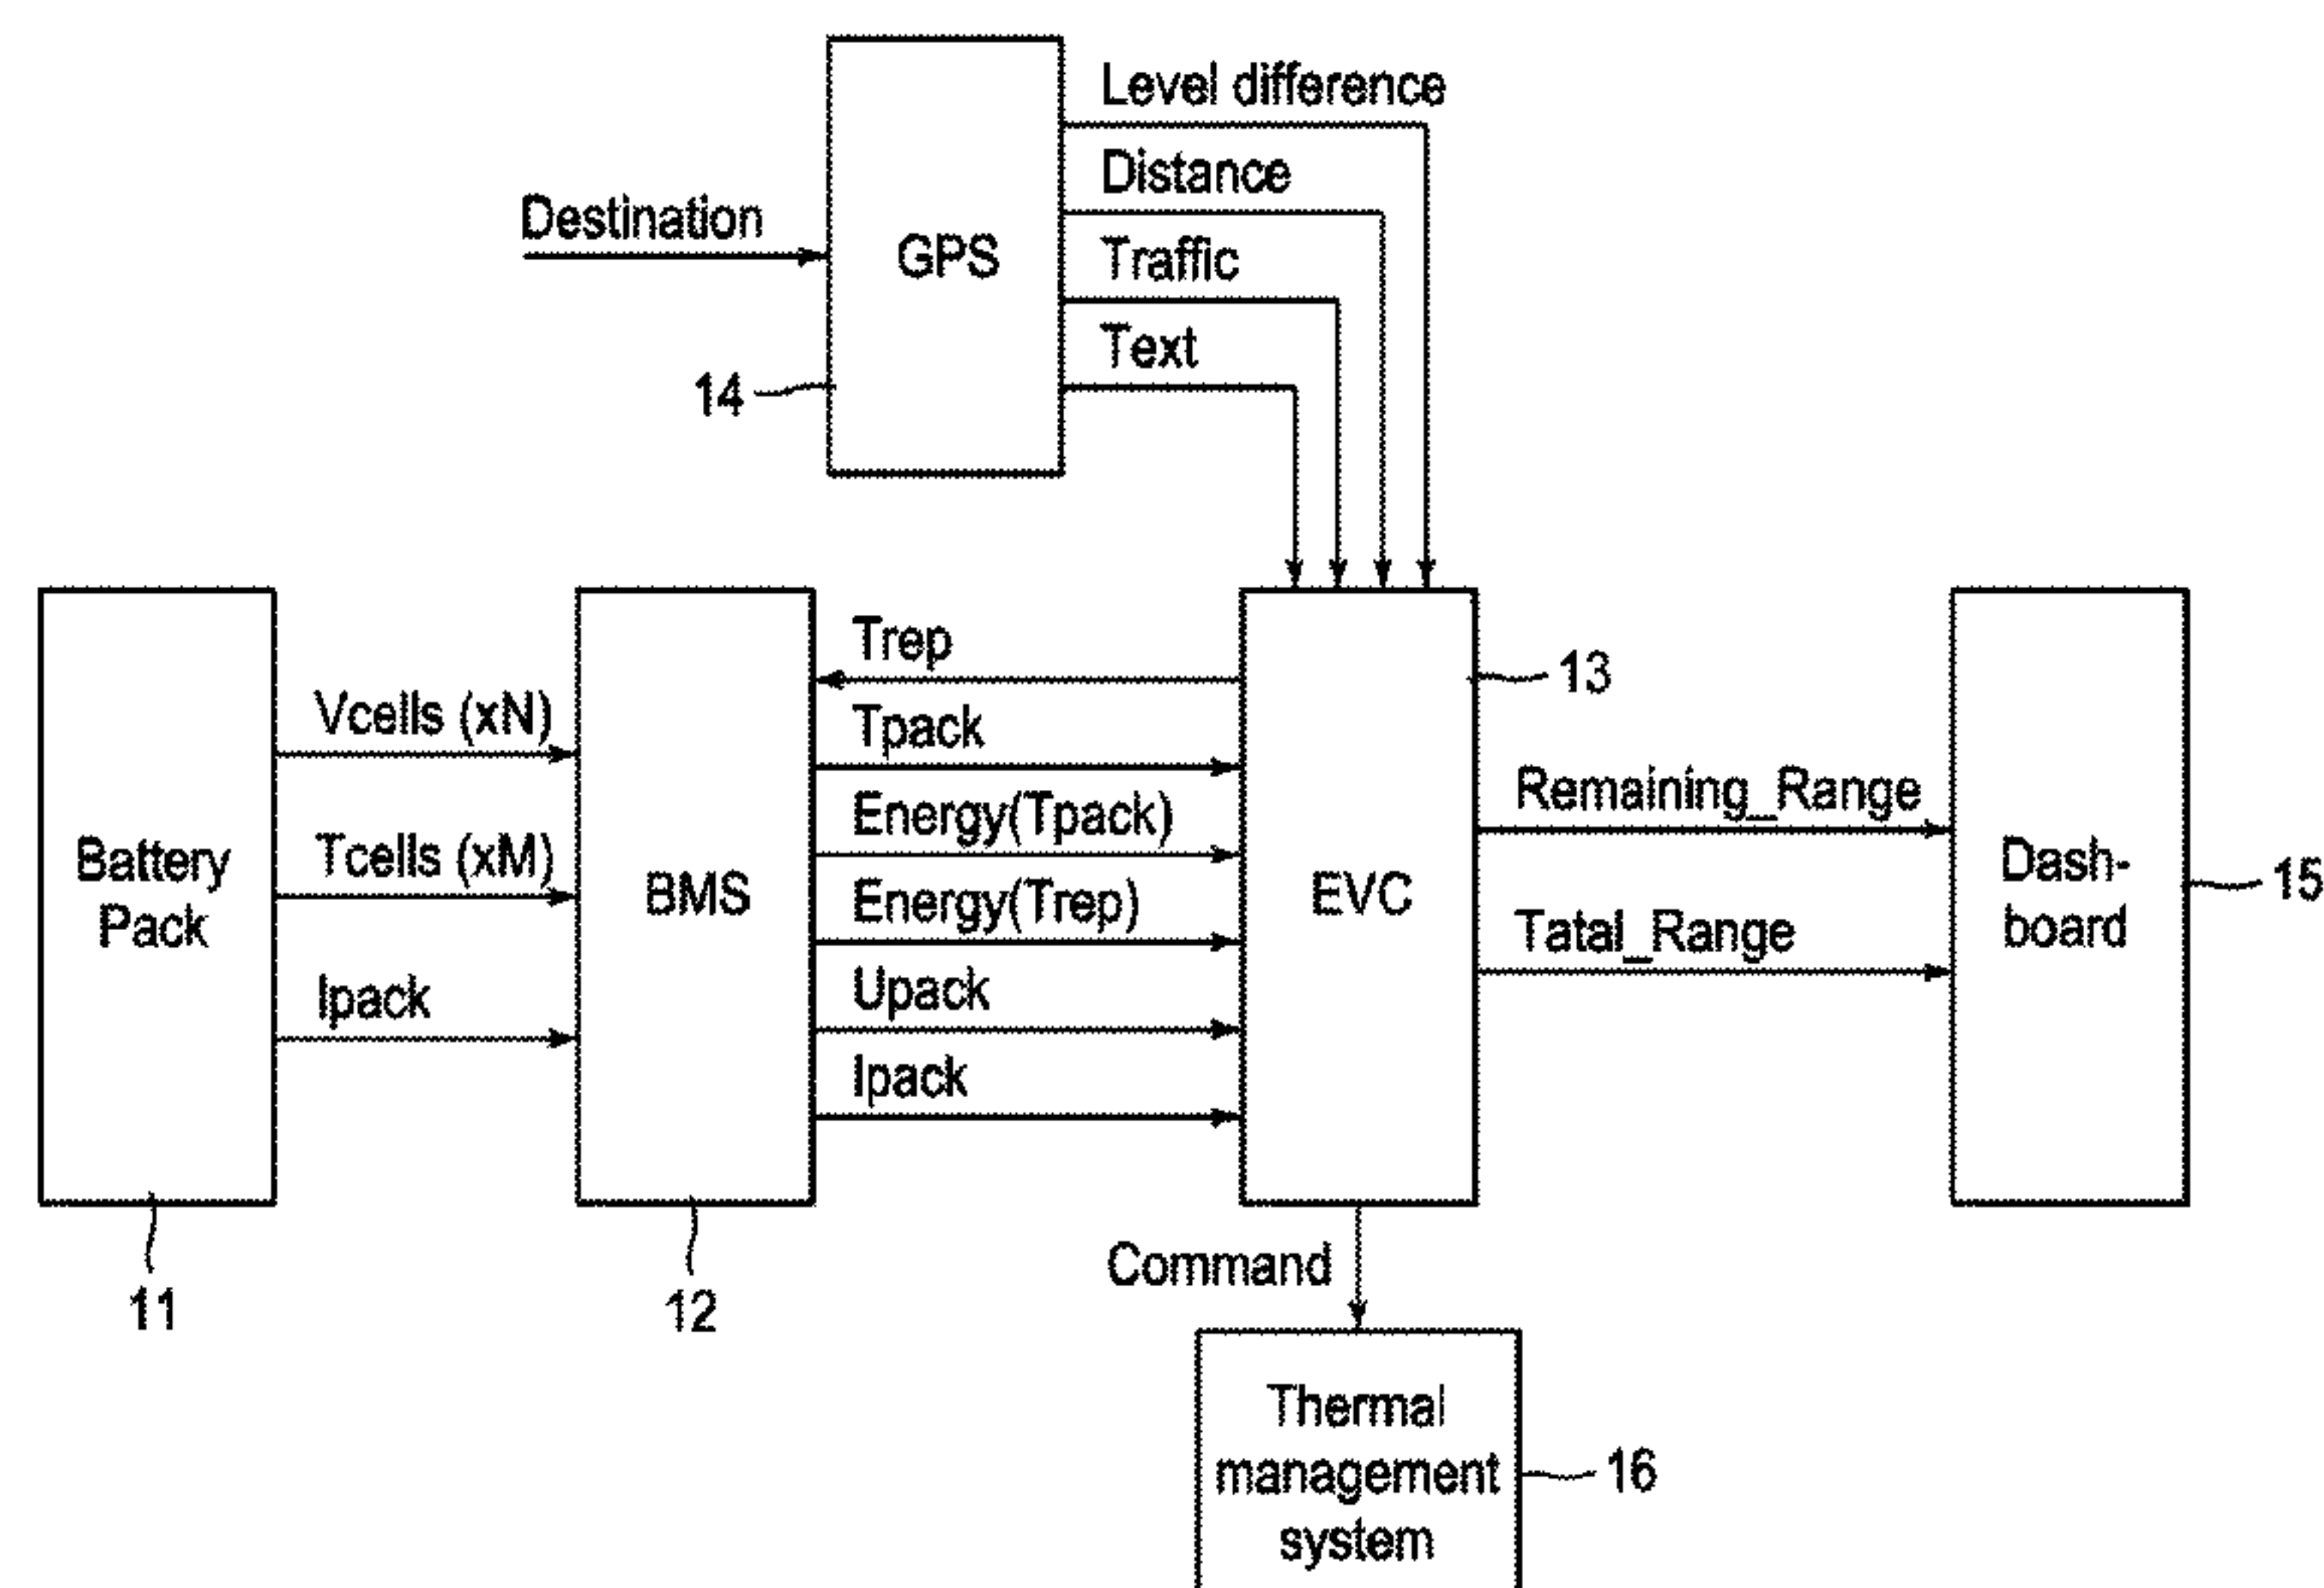 Level difference
Distance
Destination
GPS
Traffic
Text
14
Trep
13
Vcells (xN)
Tpack
Remaining_Range
Energy(Tpack)
Battery
Pack
Tcells (xM)
BMS
Energy(Trep)
EVC
Dash-
board
15
Tatal_Range
Ipack
Upack
Ipack
Command
11
12
Thermal
management
system
16